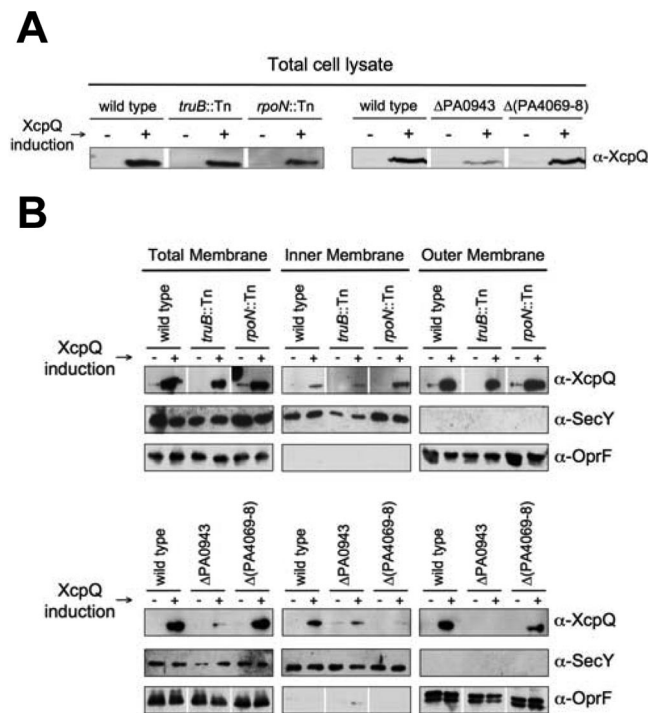 A
Total cell lysate
wild type truB::Tn rpoN::Tn wild type ΔPA0943 Δ(PA4069-8)
XcpQ → induction - + - + - + - + - + - +
α-XcpQ
B
Total Membrane Inner Membrane Outer Membrane
wild type truB::Tn rpoN::Tn wild type truB::Tn rpoN::Tn wild type truB::Tn rpoN::Tn
XcpQ induction → - + - + - + - + - + - + - + - + - +
α-XcpQ
α-SecY
α-OprF
wild type ΔPA0943 Δ(PA4069-8) wild type ΔPA0943 Δ(PA4069-8) wild type ΔPA0943 Δ(PA4069-8)
XcpQ induction → - + - + - + - + - + - + - + - + - +
α-XcpQ
α-SecY
α-OprF